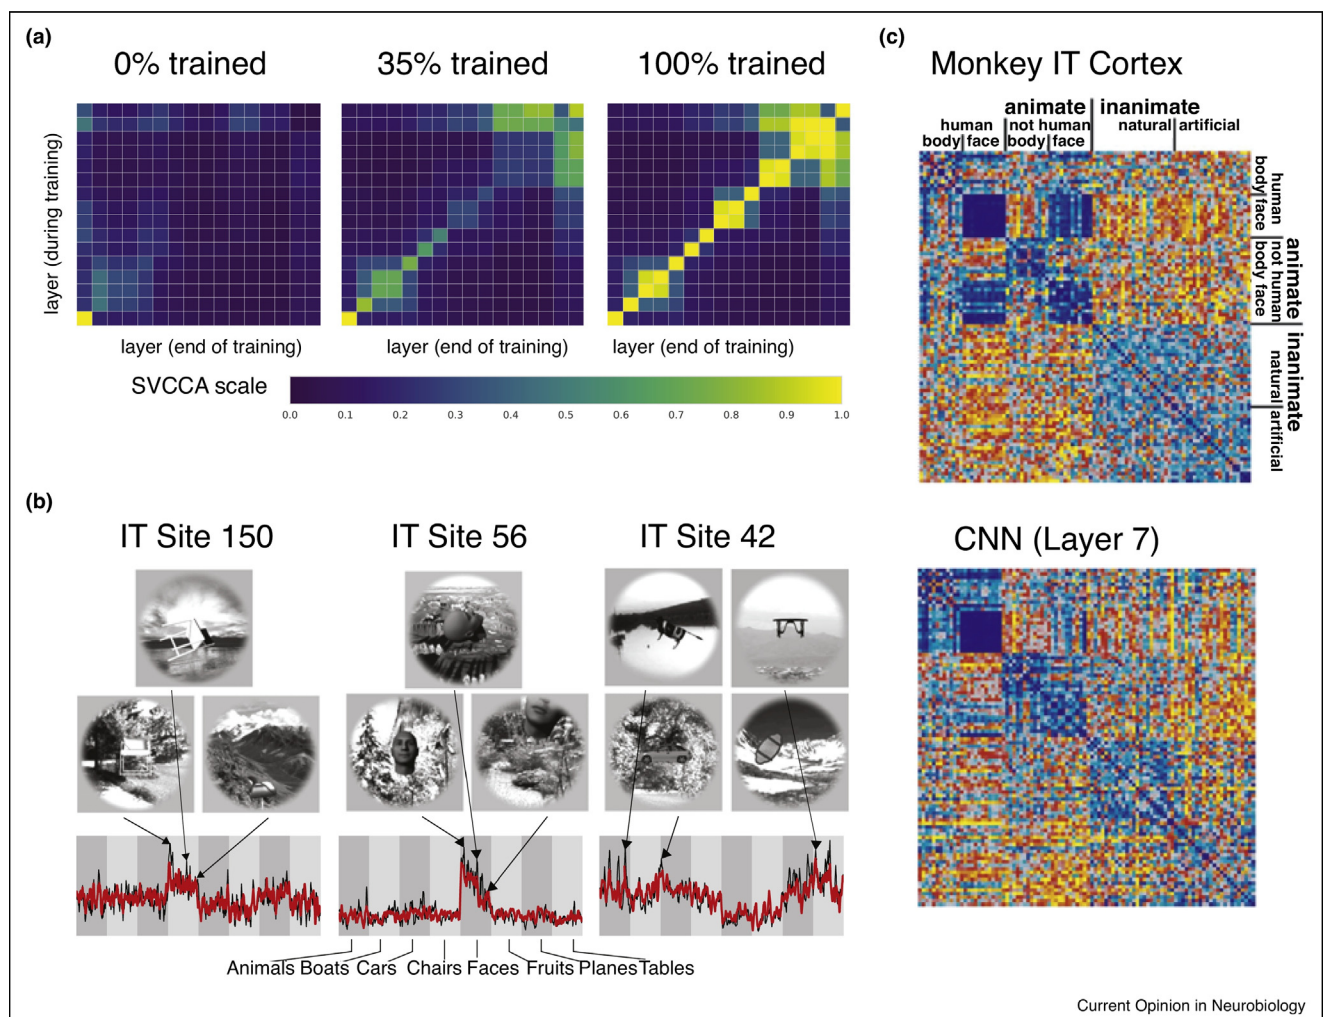 (a)
0% trained
35% trained
100% trained
layer (during training)
layer (end of training)
layer (end of training)
layer (end of training)
SVCCA scale
0.0 0.1 0.2 0.3 0.4 0.5 0.6 0.7 0.8 0.9 1.0
(b)
IT Site 150
IT Site 56
IT Site 42
Animals Boats Cars Chairs Faces Fruits Planes Tables
(c)
Monkey IT Cortex
animate inanimate
human not human natural artificial
body face body face
human
body face
animate
not human
body face
inanimate
natural artificial
CNN (Layer 7)
Current Opinion in Neurobiology